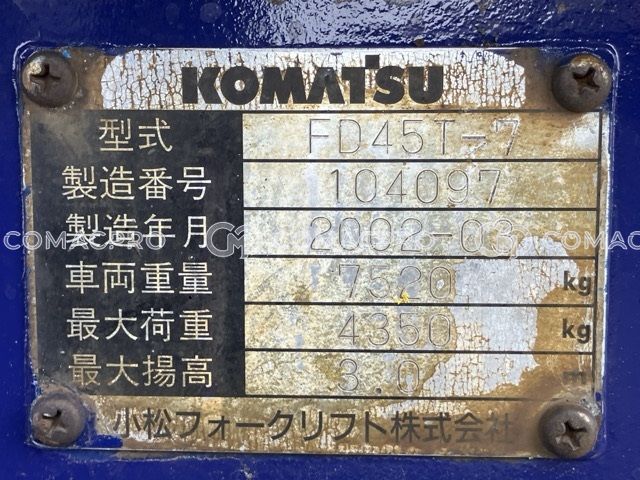 KOMATSU
型式 FD45T-7
製造番号 104097
製造年月 2002-03
車両重量 7520 kg
最大荷重 4350 kg
最大揚高 3.0 m
小松フォークリフト株式会社